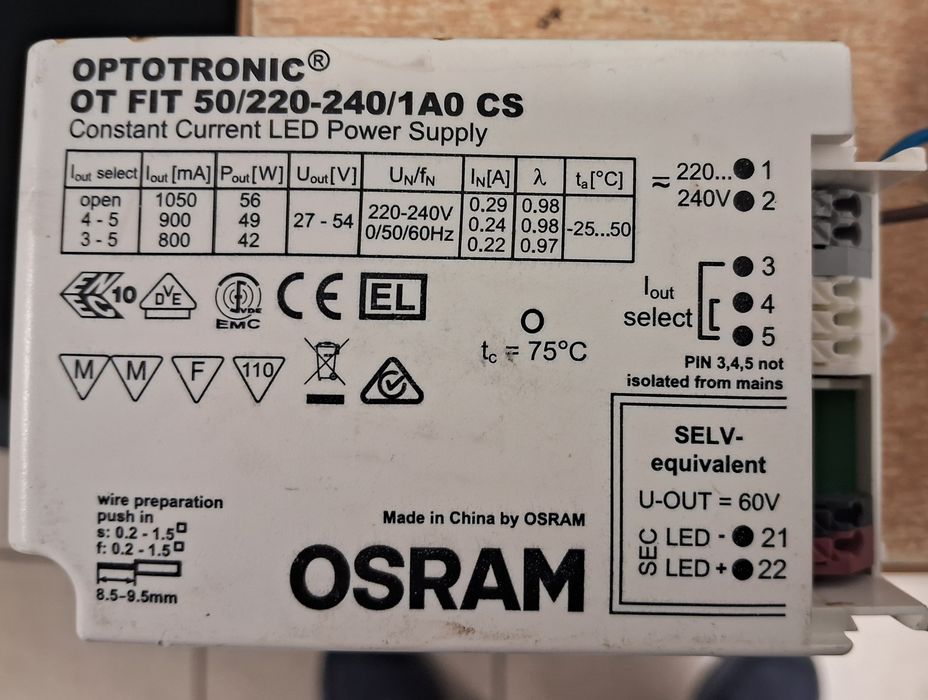 OPTOTRONIC®
OT FIT 50/220-240/1A0 CS
Constant Current LED Power Supply
Iout select Iout [mA] Pout [W] Uout [V] UN/fN IN[A] λ ta [°C]
open 1050 56 27 - 54 220-240V 0.29 0.98 -25...50
4 - 5 900 49 0/50/60Hz 0.24 0.98
3 - 5 800 42 0.22 0.97
≂ 220... 1
240V 2
3
Iout 4
select 5
PIN 3,4,5 not
isolated from mains
ENEC 10 DVE VDE EMC CE EL
tc = 75°C
M M F 110
SELV-
equivalent
U-OUT = 60V
SEC
LED - 21
LED + 22
wire preparation
push in
s: 0.2 - 1.5□
f: 0.2 - 1.5□
8.5-9.5mm
Made in China by OSRAM
OSRAM